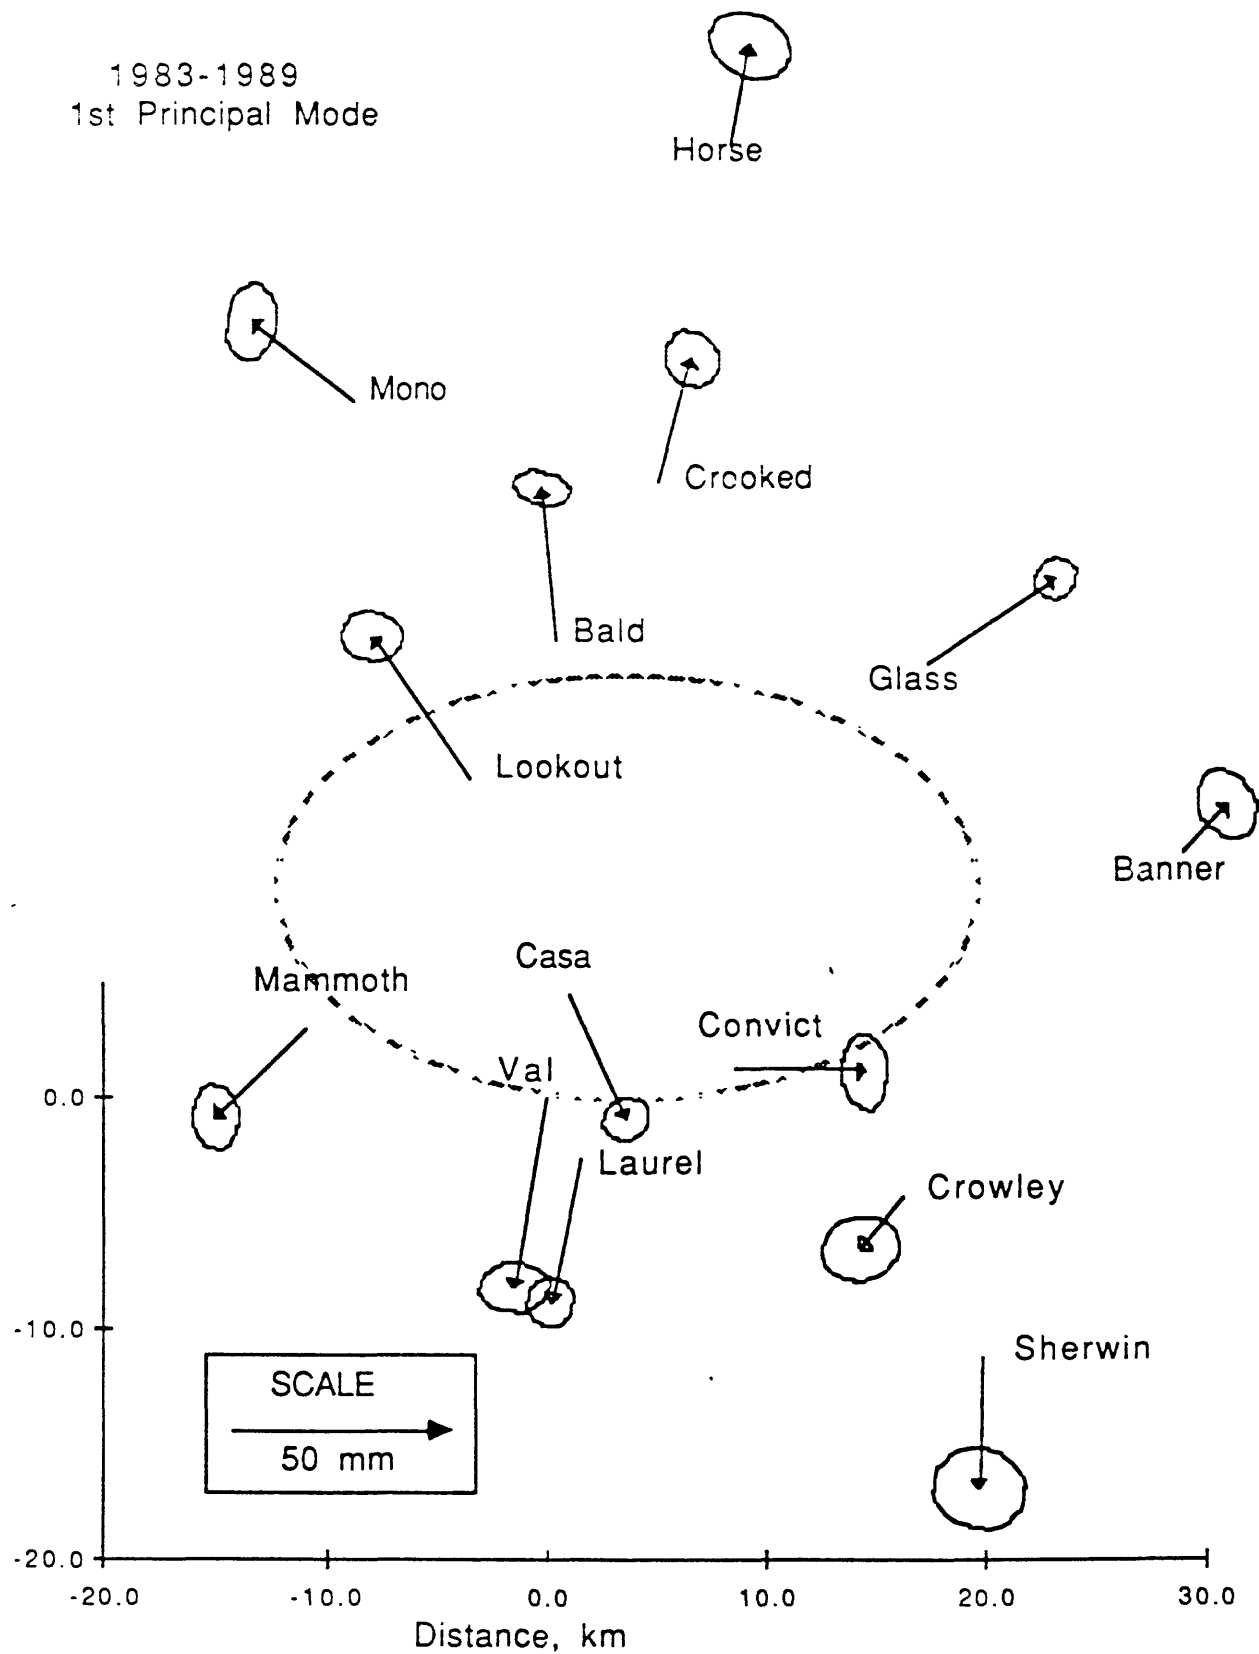 1983-1989
1st Principal Mode
Horse
Mono
Crooked
Bald
Glass
Lookout
Banner
Casa
Mammoth
Convict
Val
0.0
Laurel
Crowley
-10.0
Sherwin
SCALE
50 mm
-20.0
-20.0 -10.0 0.0 10.0 20.0 30.0
Distance, km